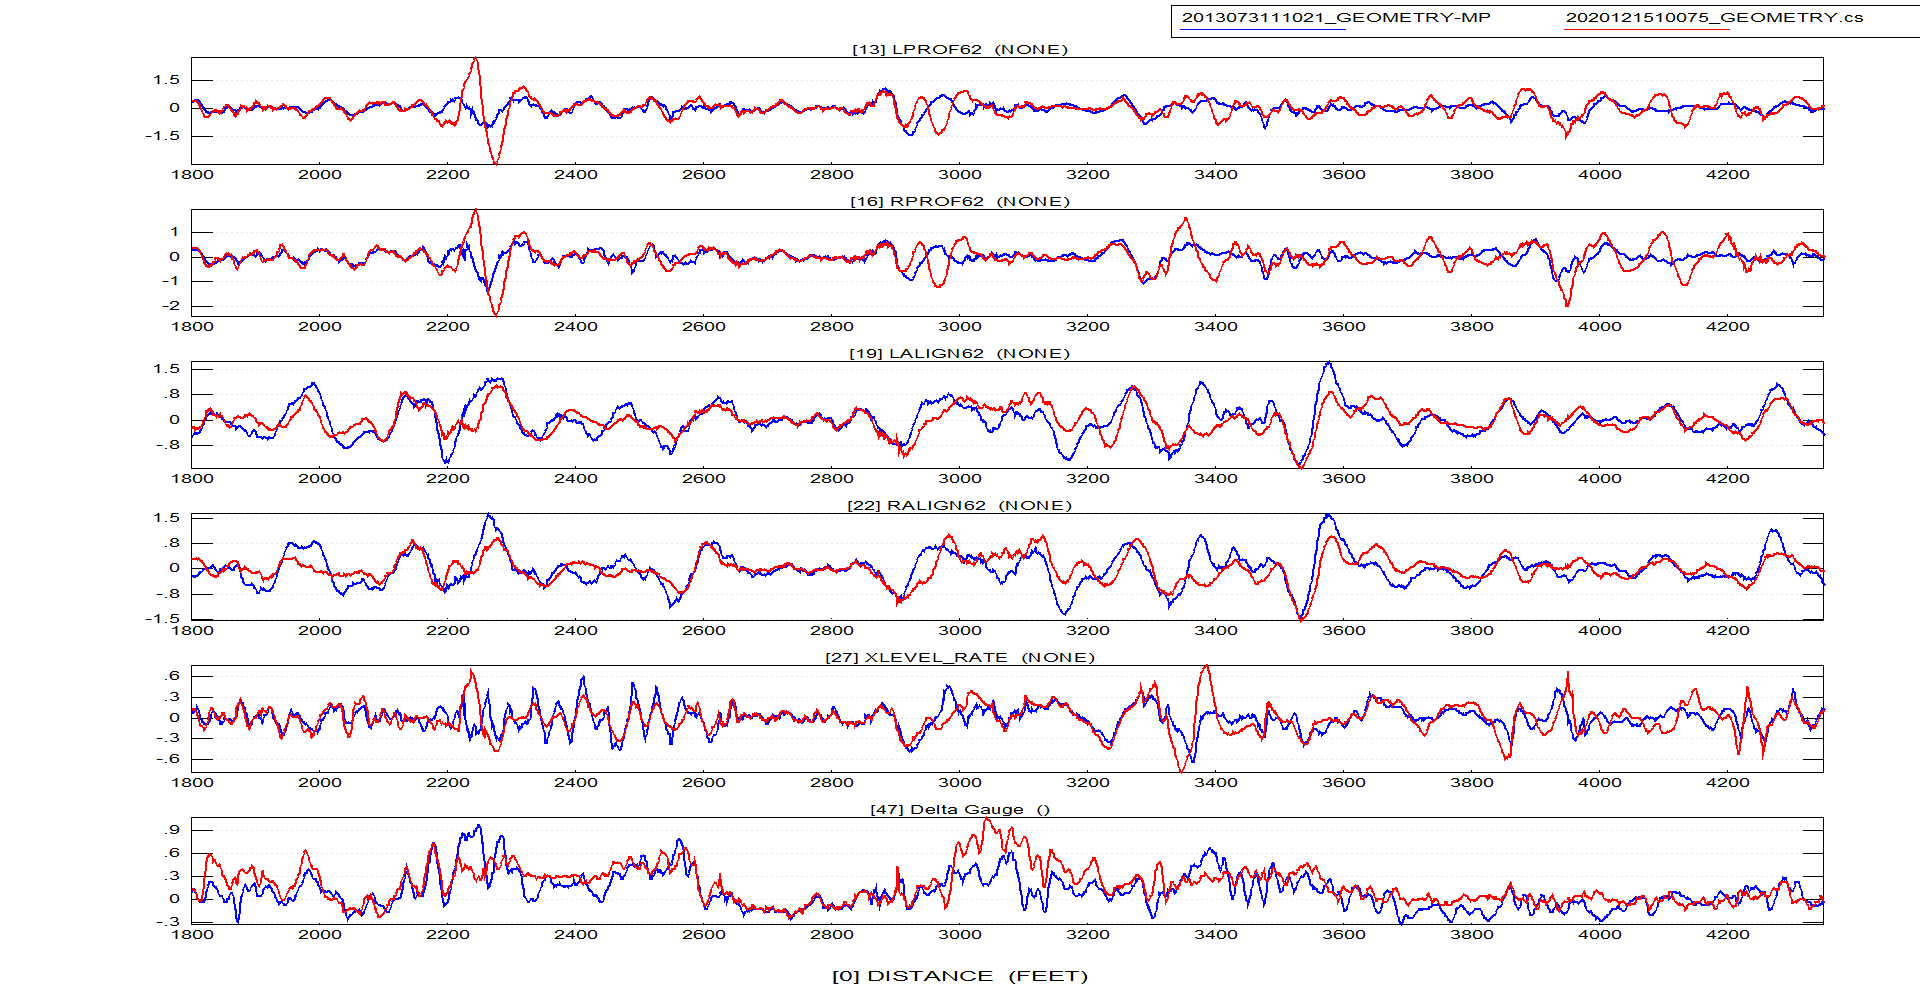 2013073111021_GEOMETRY-MP 2020121510075_GEOMETRY.cs
[13] LPROF62 (NONE)
1.5
0
-1.5
1800 2000 2200 2400 2600 2800 3000 3200 3400 3600 3800 4000 4200
[16] RPROF62 (NONE)
1
0
-1
-2
1800 2000 2200 2400 2600 2800 3000 3200 3400 3600 3800 4000 4200
[19] LALIGN62 (NONE)
1.5
.8
0
-.8
1800 2000 2200 2400 2600 2800 3000 3200 3400 3600 3800 4000 4200
[22] RALIGN62 (NONE)
1.5
.8
0
-.8
-1.5
1800 2000 2200 2400 2600 2800 3000 3200 3400 3600 3800 4000 4200
[27] XLEVEL_RATE (NONE)
.6
.3
0
-.3
-.6
1800 2000 2200 2400 2600 2800 3000 3200 3400 3600 3800 4000 4200
[47] Delta Gauge ()
.9
.6
.3
0
-.3
1800 2000 2200 2400 2600 2800 3000 3200 3400 3600 3800 4000 4200
[0] DISTANCE (FEET)